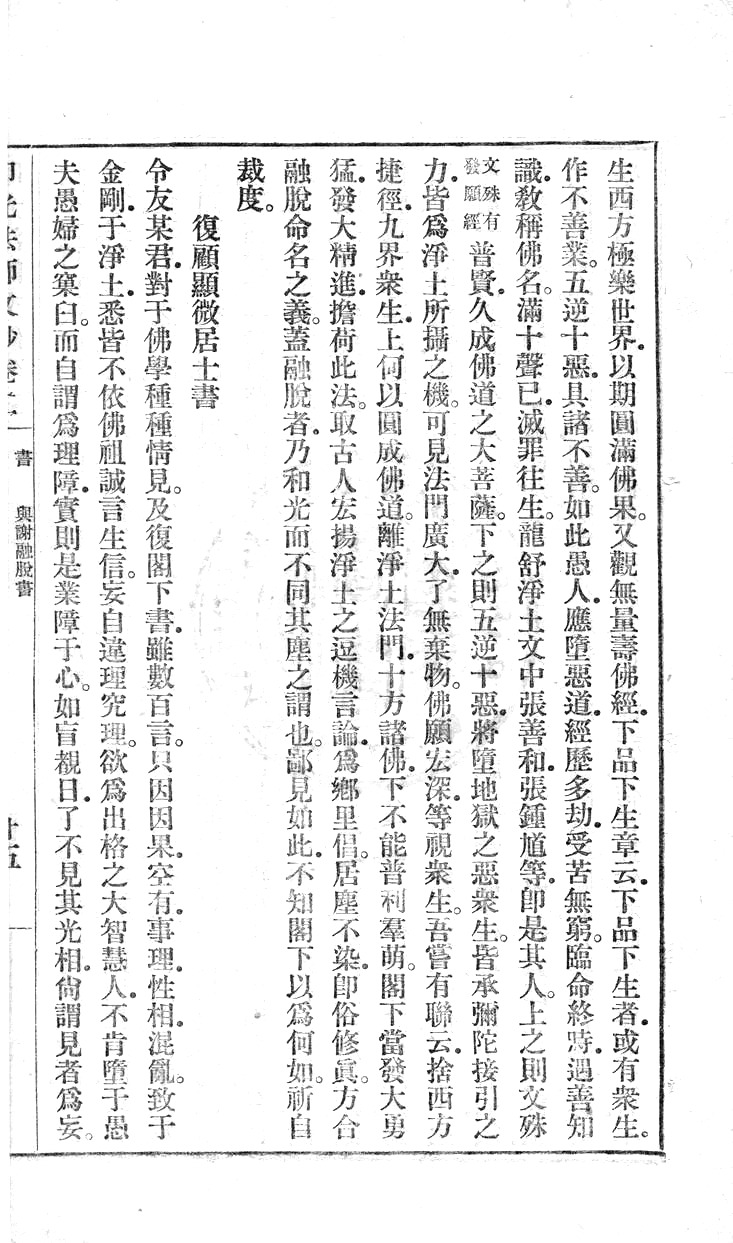 生西方極樂世界．以期圓滿佛果。又觀無量壽佛經．下品下生章云．下品下生者．或有衆生。
作不善業。五逆十惡．具諸不善。如此愚人．應墮惡道．經歷多劫．受苦無窮。臨命終時．遇善知
識．敎稱佛名。滿十聲已．滅罪往生。龍舒淨土文中張善和．張鍾馗等．卽是其人。上之則文殊
文殊有發願經 普賢．久成佛道之大菩薩。下之則五逆十惡．將墮地獄之惡衆生。皆承彌陀接引之
力．皆爲淨土所攝之機。可見法門廣大．了無棄物。佛願宏深．等視衆生。吾嘗有聯云．捨西方
捷徑．九界衆生．上何以圓成佛道。離淨土法門．十方諸佛．下不能普利羣萌。閣下當發大勇
猛．發大精進．擔荷此法。取古人宏揚淨土之逗機言論．爲鄉里倡。居塵不染．卽俗修眞．方合
融脫命名之義。蓋融脫者．乃和光而不同其塵之謂也。鄙見如此．不知閣下以爲何如。祈自
裁度。
復顧顯微居士書
令友某君．對于佛學種種情見。及復閣下書．雖數百言。只因因果．空有．事理．性相．混亂。致于
金剛．于淨土．悉皆不依佛祖誠言生信。妄自違理究理。欲爲出格之大智慧人．不肯墮于愚
夫愚婦之窠臼。而自謂爲理障．實則是業障于心。如盲覩日．了不見其光相。尙謂見者爲妄。
印光法師文鈔卷二 書 與謝融脫書 廿五